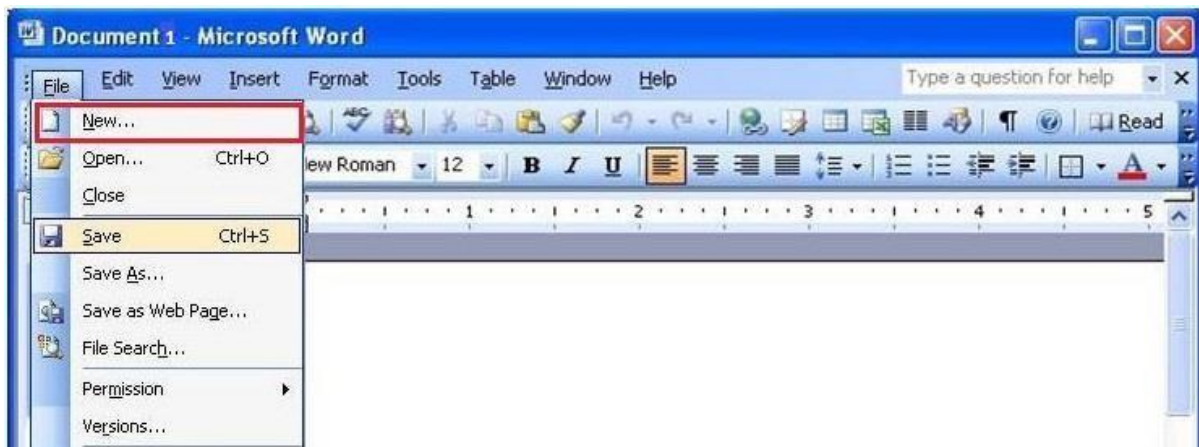 Document 1 - Microsoft Word
File Edit View Insert Format Tools Table Window Help Type a question for help
New...
ABC ¶ Read
Open... Ctrl+O
ew Roman 12 B I U A
Close
1 2 3 4 5
Save Ctrl+S
Save As...
Save as Web Page...
File Search...
Permission
Versions...